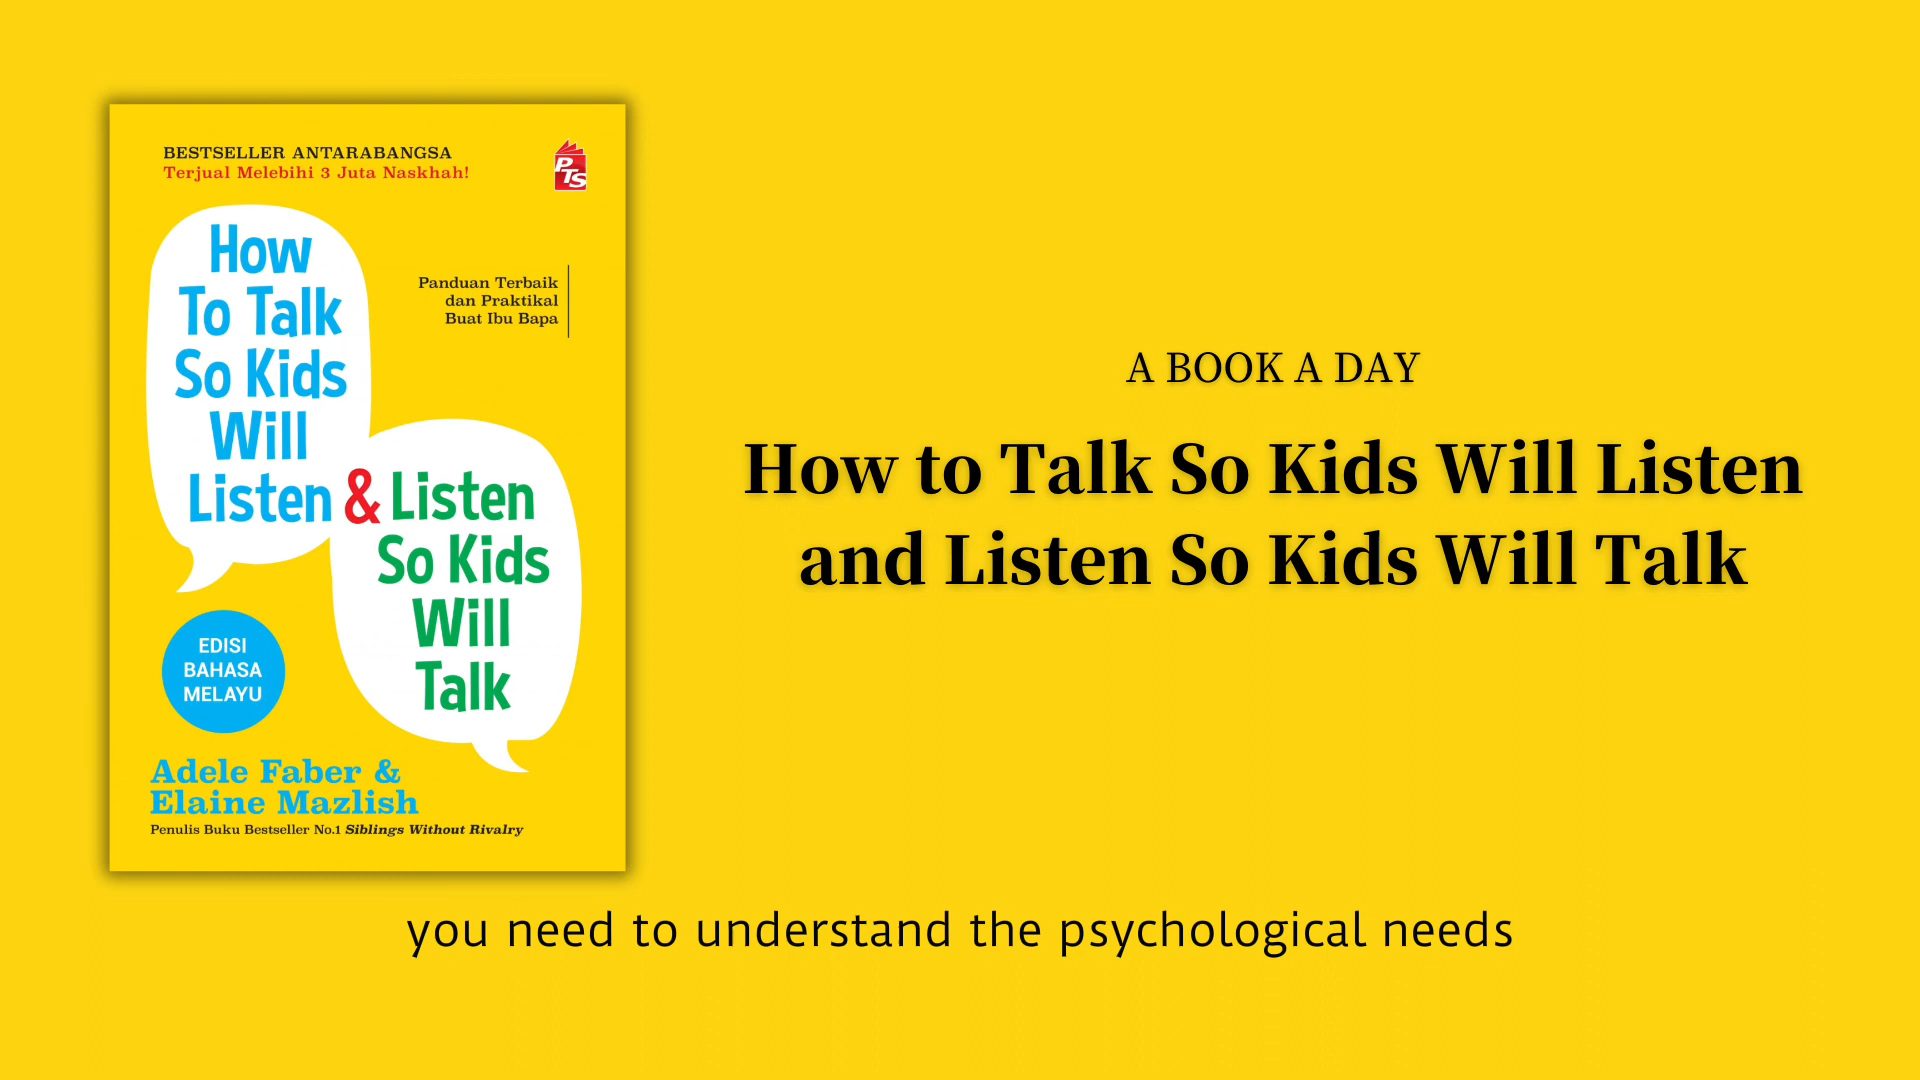 BESTSELLER ANTARABANGSA
Terjual Melebihi 3 Juta Naskhah!
PTS
How
To Talk
So Kids
Will
Listen & Listen
So Kids
Will
Talk
Panduan Terbaik
dan Praktikal
Buat Ibu Bapa
EDISI
BAHASA
MELAYU
Adele Faber &
Elaine Mazlish
Penulis Buku Bestseller No.1 Siblings Without Rivalry
A BOOK A DAY
How to Talk So Kids Will Listen
and Listen So Kids Will Talk
you need to understand the psychological needs